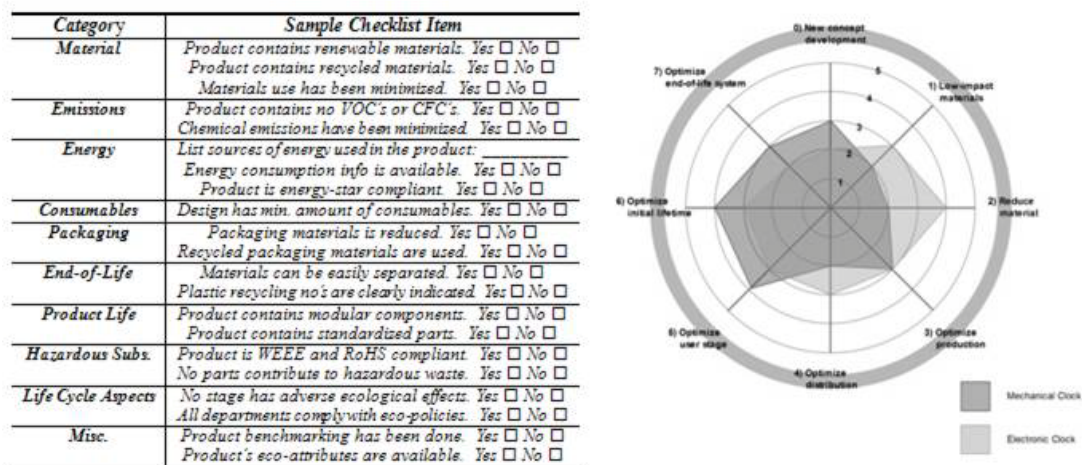 Category Sample Checklist Item
Material Product contains renewable materials. Yes ☐ No ☐
Product contains recycled materials. Yes ☐ No ☐
Materials use has been minimized. Yes ☐ No ☐
Emissions Product contains no VOC's or CFC's. Yes ☐ No ☐
Chemical emissions have been minimized Yes ☐ No ☐
Energy List sources of energy used in the product: __________
Energy consumption info is available. Yes ☐ No ☐
Product is energy-star compliant. Yes ☐ No ☐
Consumables Design has min. amount of consumables. Yes ☐ No ☐
Packaging Packaging materials is reduced. Yes ☐ No ☐
Recycled packaging materials are used. Yes ☐ No ☐
End-of-Life Materials can be easily separated. Yes ☐ No ☐
Plastic recycling no's are clearly indicated Yes ☐ No ☐
Product Life Product contains modular components. Yes ☐ No ☐
Product contains standardized parts. Yes ☐ No ☐
Hazardous Subs. Product is WEEE and RoHS compliant. Yes ☐ No ☐
No parts contribute to hazardous waste. Yes ☐ No ☐
Life Cycle Aspects No stage has adverse ecological effects. Yes ☐ No ☐
All departments comply with eco-policies. Yes ☐ No ☐
Misc. Product benchmarking has been done. Yes ☐ No ☐
Product's eco-attributes are available. Yes ☐ No ☐
0) New concept
development
7) Optimize
end-of-life system
5
1) Low-impact
materials
4
3
2
1
6) Optimize
initial lifetime
2) Reduce
material
5) Optimize
user stage
3) Optimize
production
4) Optimize
distribution
Mechanical Clock
Electronic Clock